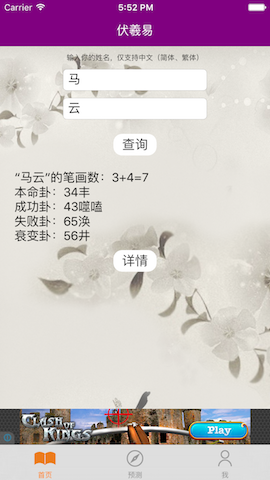 Carrier 5:52 PM
伏羲易
输入你的姓名，仅支持中文（简体、繁体）
马
云
查询
“马云”的笔画数：3+4=7
本命卦：34丰
成功卦：43噬嗑
失败卦：65涣
衰变卦：56井
详情
CLASH OF KINGS Play
首页 预测 我